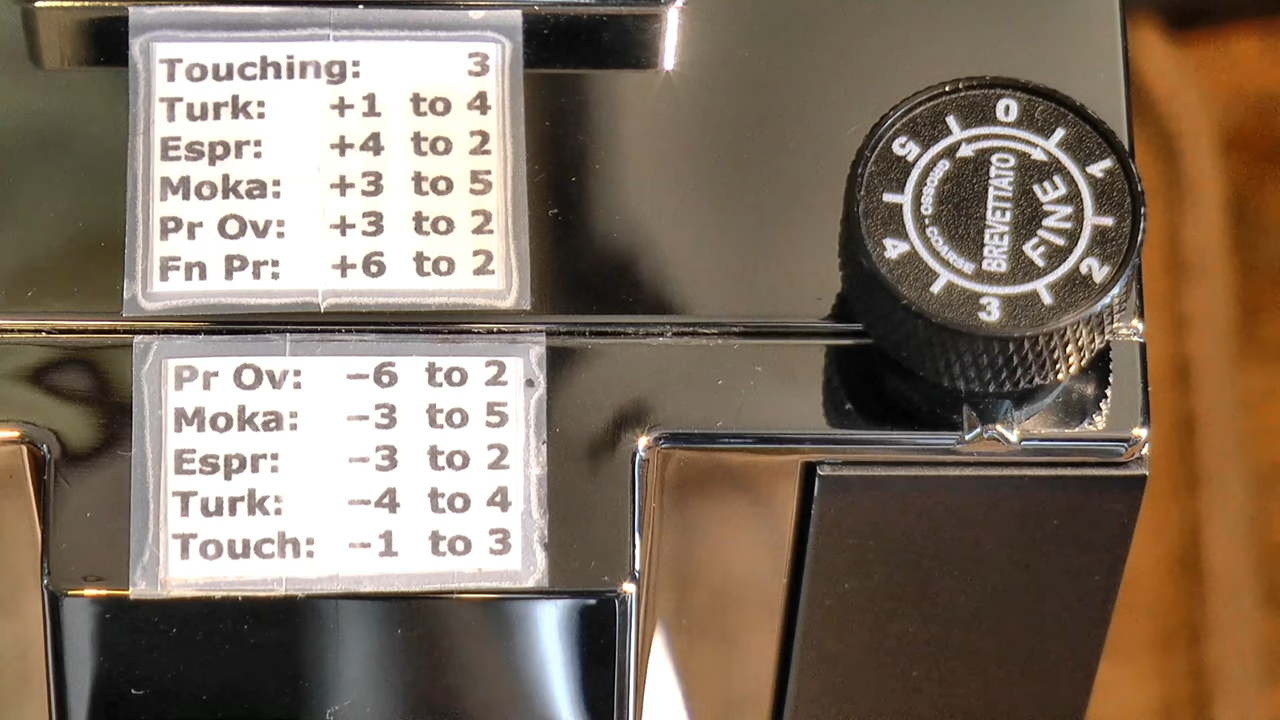 Touching: 3
Turk: +1 to 4
Espr: +4 to 2
Moka: +3 to 5
Pr Ov: +3 to 2
Fn Pr: +6 to 2
Pr Ov: −6 to 2
Moka: −3 to 5
Espr: −3 to 2
Turk: −4 to 4
Touch: −1 to 3
0
1
2
3
4
5
BREVETTATO
FINE
GROSSO - COARSE